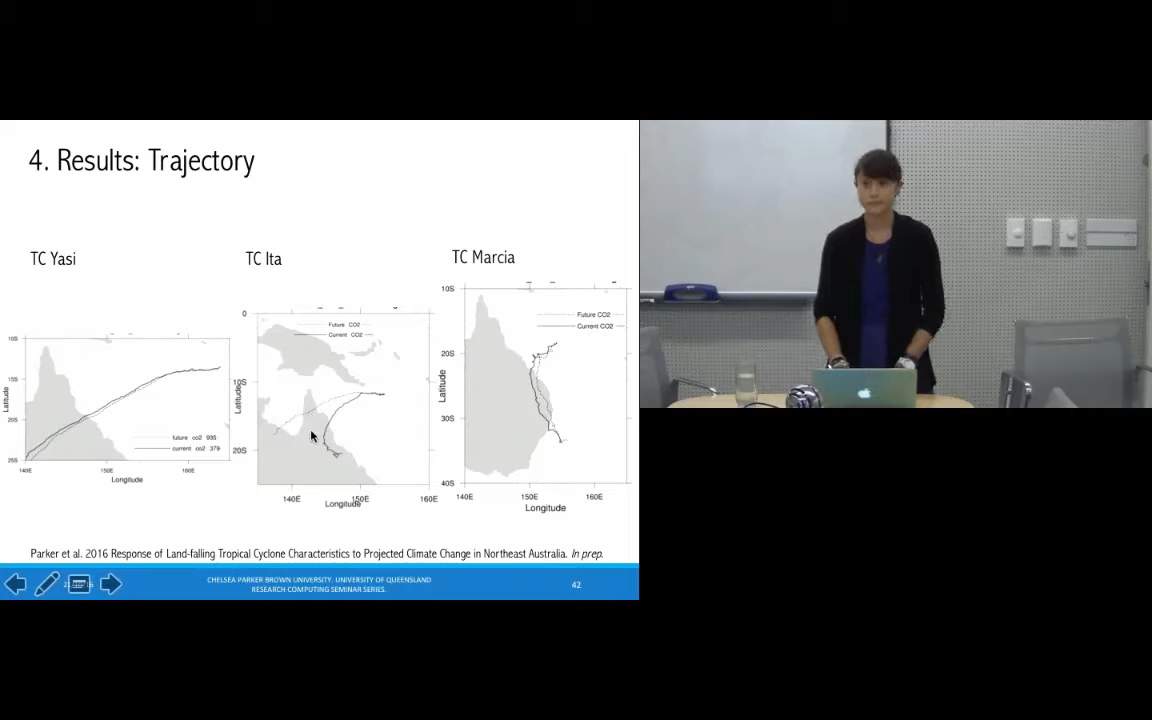 4. Results: Trajectory
TC Yasi
TC Ita
TC Marcia
10S
15S
20S
25S
Latitude
140E
150E
160E
Longitude
future co2 935
current co2 379
0
10S
20S
Latitude
140E
150E
160E
Longitude
Future CO2
Current CO2
10S
20S
30S
40S
Latitude
140E
150E
160E
Longitude
Future CO2
Current CO2
Parker et al. 2016 Response of Land-falling Tropical Cyclone Characteristics to Projected Climate Change in Northeast Australia. In prep.
CHELSEA PARKER BROWN UNIVERSITY. UNIVERSITY OF QUEENSLAND
RESEARCH COMPUTING SEMINAR SERIES.
42